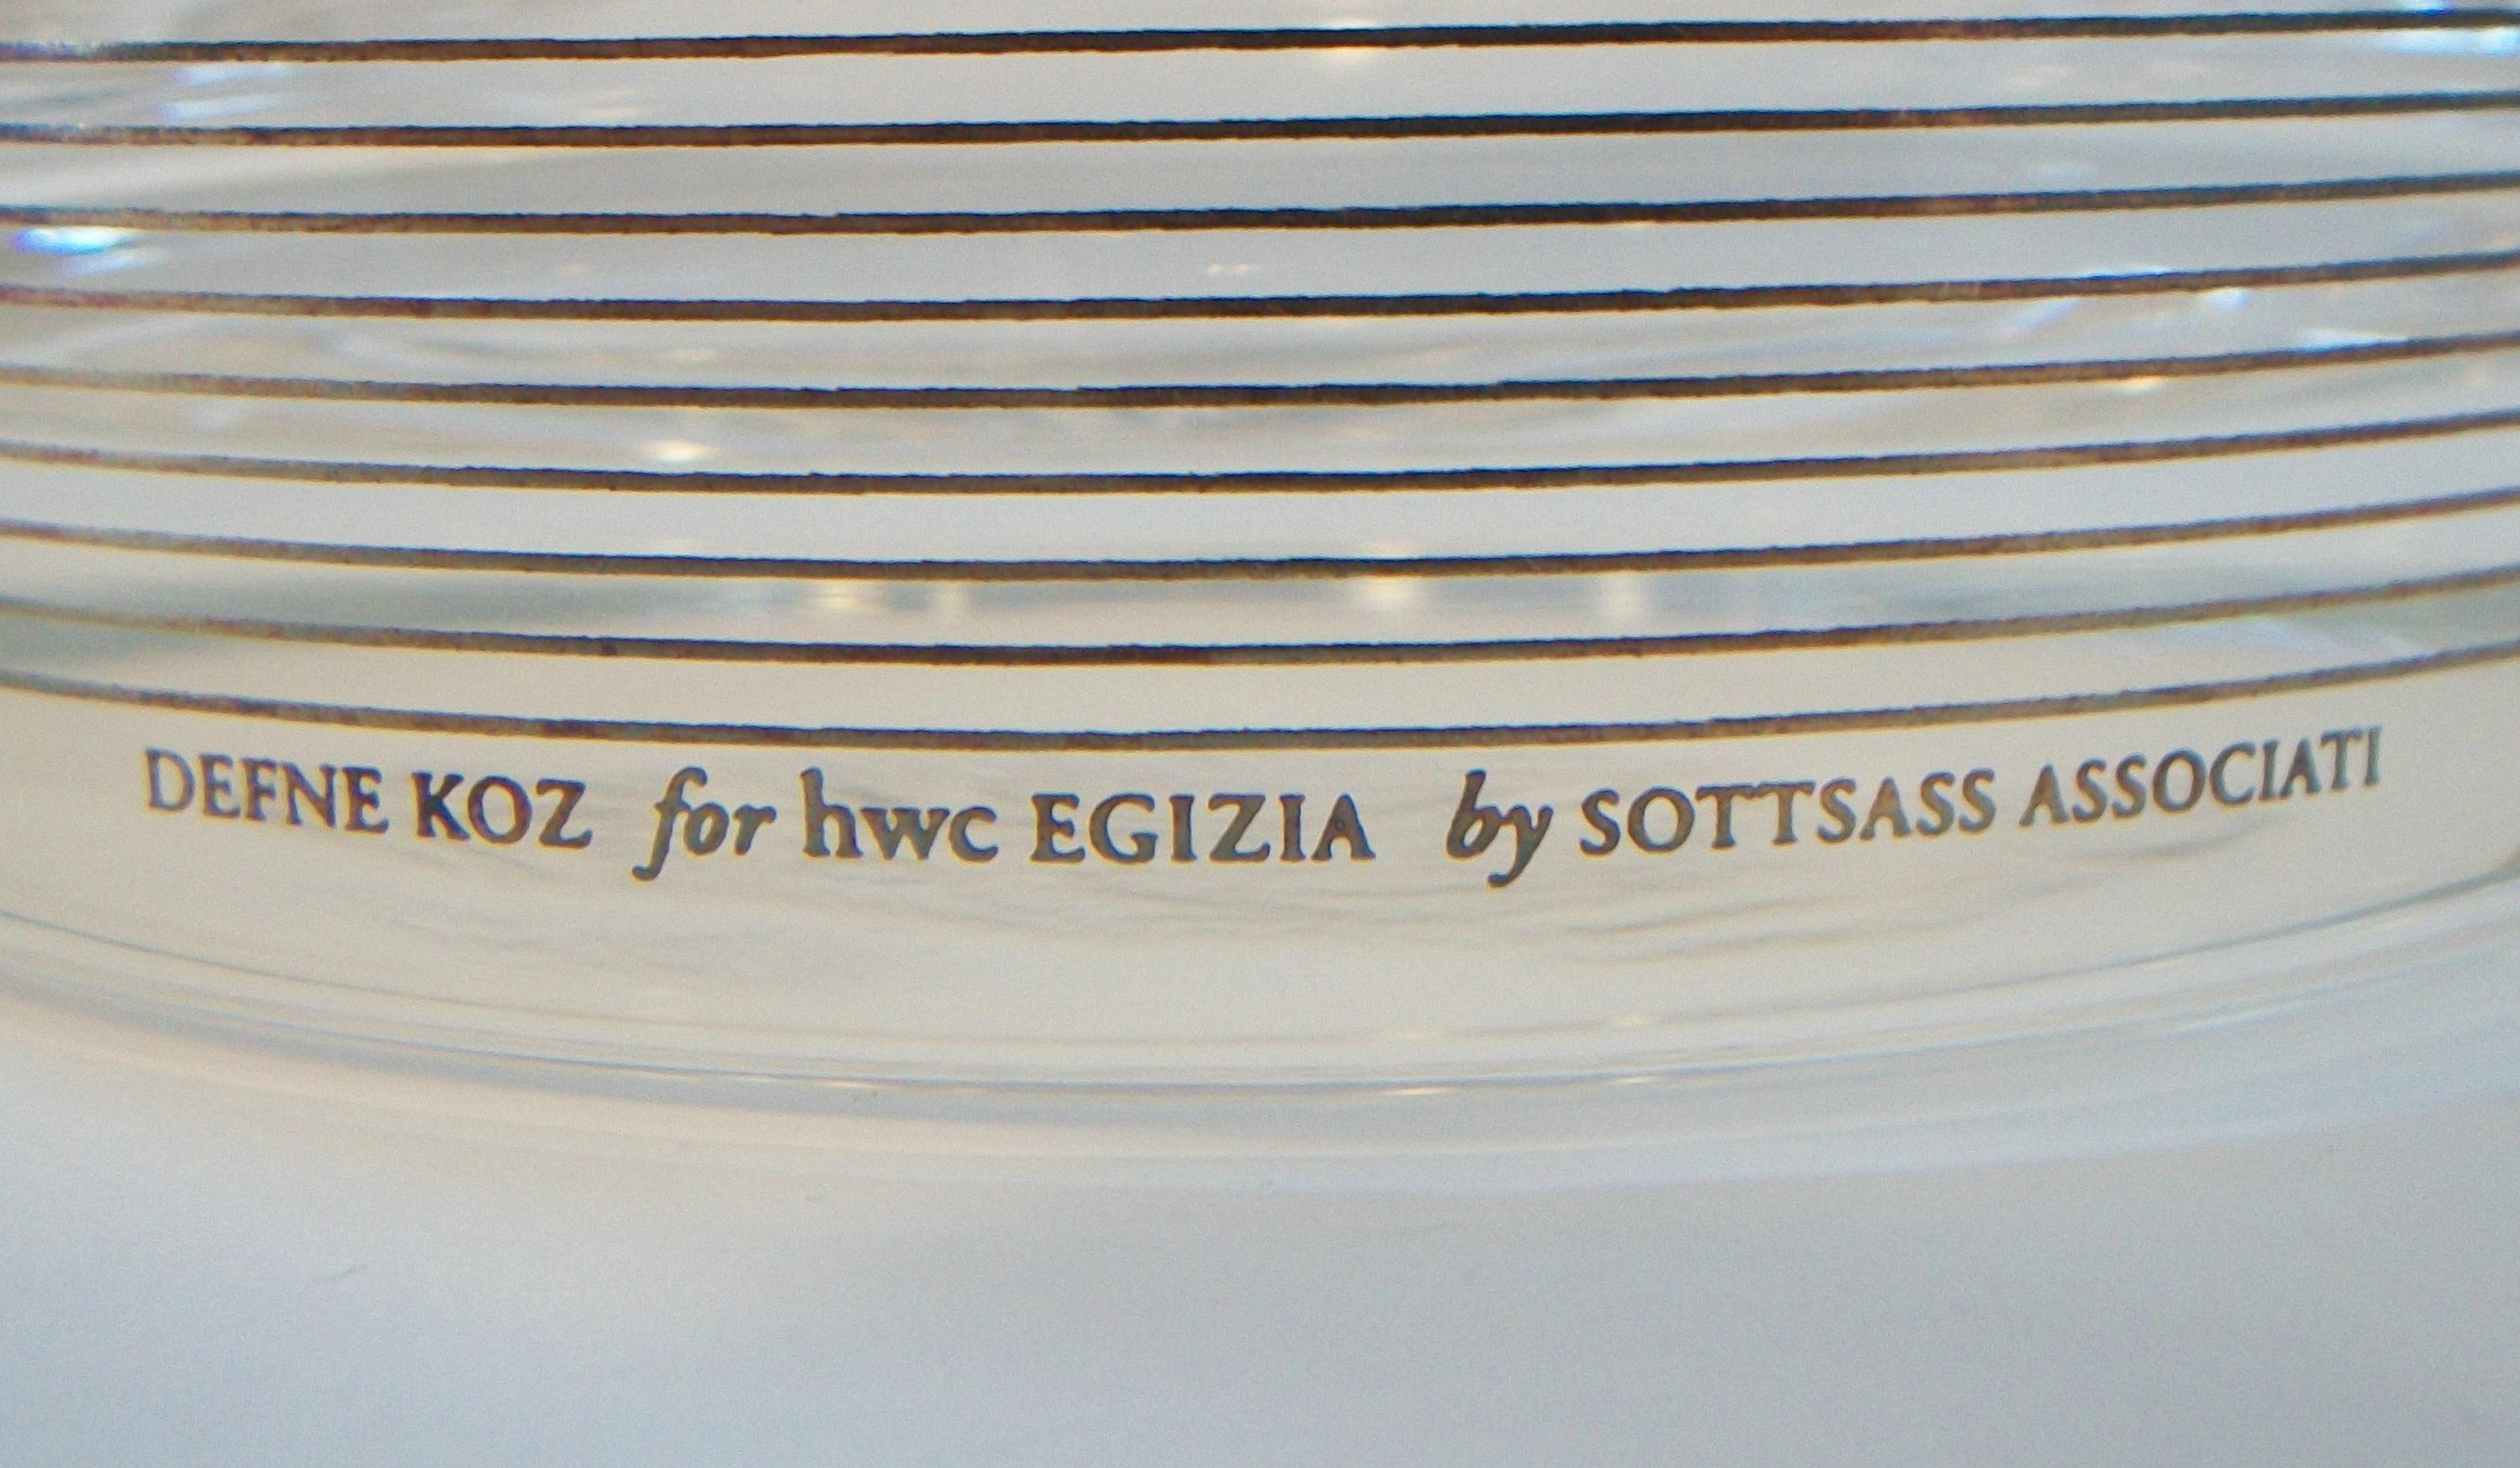 DEFNE KOZ for hwc EGIZIA by SOTTSASS ASSOCIATI